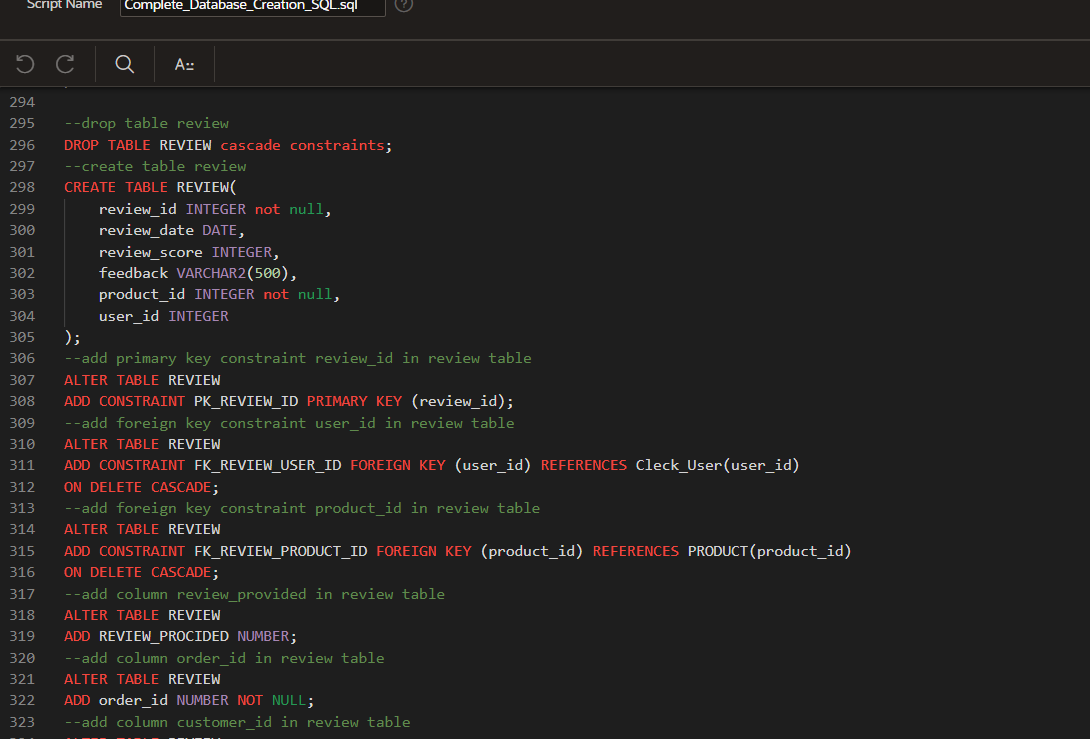 Script Name Complete_Database_Creation_SQL.sql ?
A::
294
295 --drop table review
296 DROP TABLE REVIEW cascade constraints;
297 --create table review
298 CREATE TABLE REVIEW(
299 review_id INTEGER not null,
300 review_date DATE,
301 review_score INTEGER,
302 feedback VARCHAR2(500),
303 product_id INTEGER not null,
304 user_id INTEGER
305 );
306 --add primary key constraint review_id in review table
307 ALTER TABLE REVIEW
308 ADD CONSTRAINT PK_REVIEW_ID PRIMARY KEY (review_id);
309 --add foreign key constraint user_id in review table
310 ALTER TABLE REVIEW
311 ADD CONSTRAINT FK_REVIEW_USER_ID FOREIGN KEY (user_id) REFERENCES Cleck_User(user_id)
312 ON DELETE CASCADE;
313 --add foreign key constraint product_id in review table
314 ALTER TABLE REVIEW
315 ADD CONSTRAINT FK_REVIEW_PRODUCT_ID FOREIGN KEY (product_id) REFERENCES PRODUCT(product_id)
316 ON DELETE CASCADE;
317 --add column review_provided in review table
318 ALTER TABLE REVIEW
319 ADD REVIEW_PROCIDED NUMBER;
320 --add column order_id in review table
321 ALTER TABLE REVIEW
322 ADD order_id NUMBER NOT NULL;
323 --add column customer_id in review table